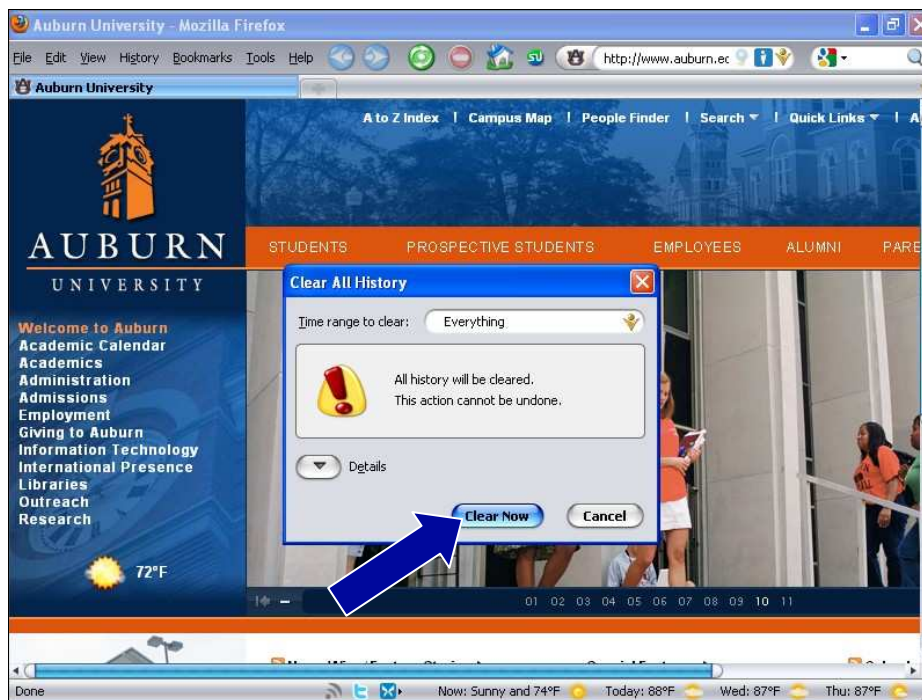 Auburn University - Mozilla Firefox
File Edit View History Bookmarks Tools Help http://www.auburn.ec
Auburn University
A to Z Index | Campus Map | People Finder | Search | Quick Links | A
AUBURN
UNIVERSITY
STUDENTS PROSPECTIVE STUDENTS EMPLOYEES ALUMNI PARE
Welcome to Auburn
Academic Calendar
Academics
Administration
Admissions
Employment
Giving to Auburn
Information Technology
International Presence
Libraries
Outreach
Research
72°F
Clear All History
Time range to clear: Everything
All history will be cleared.
This action cannot be undone.
Details
Clear Now Cancel
01 02 03 04 05 06 07 08 09 10 11
Done Now: Sunny and 74°F Today: 88°F Wed: 87°F Thu: 87°F